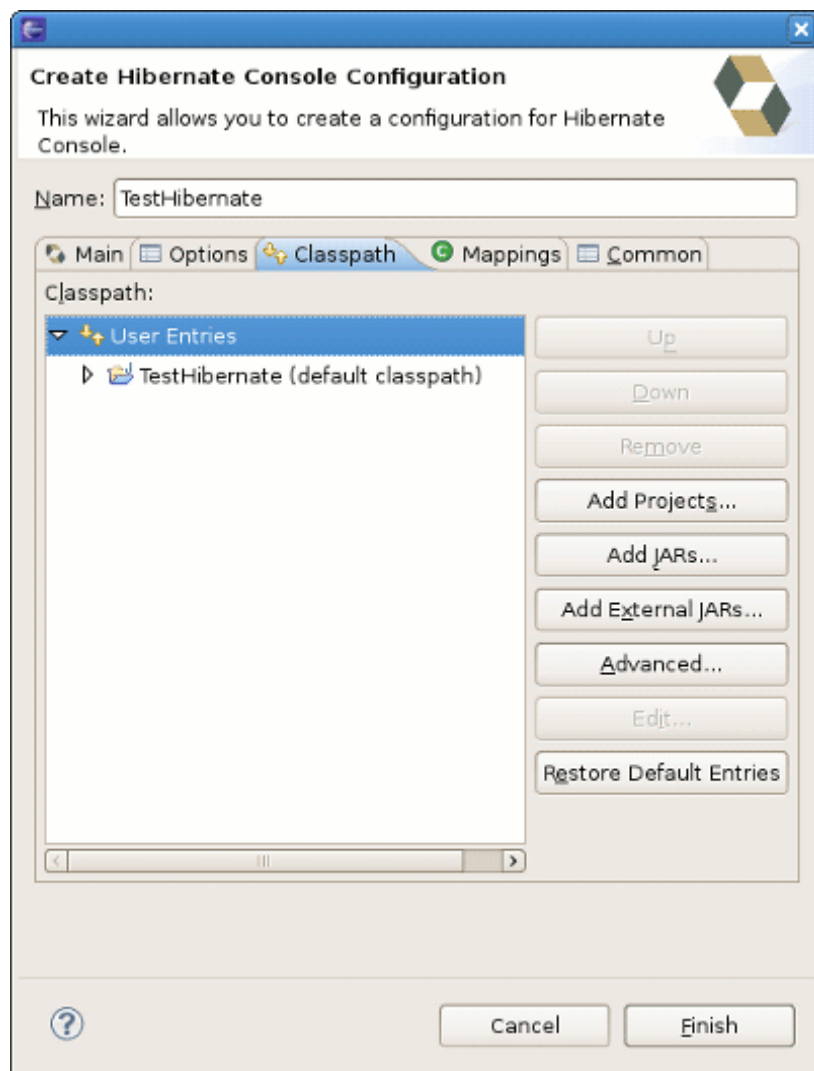 Create Hibernate Console Configuration
This wizard allows you to create a configuration for Hibernate
Console.
Name: TestHibernate
Main Options Classpath Mappings Common
Classpath:
User Entries
TestHibernate (default classpath)
Up
Down
Remove
Add Projects...
Add JARs...
Add External JARs...
Advanced...
Edit...
Restore Default Entries
Cancel Finish